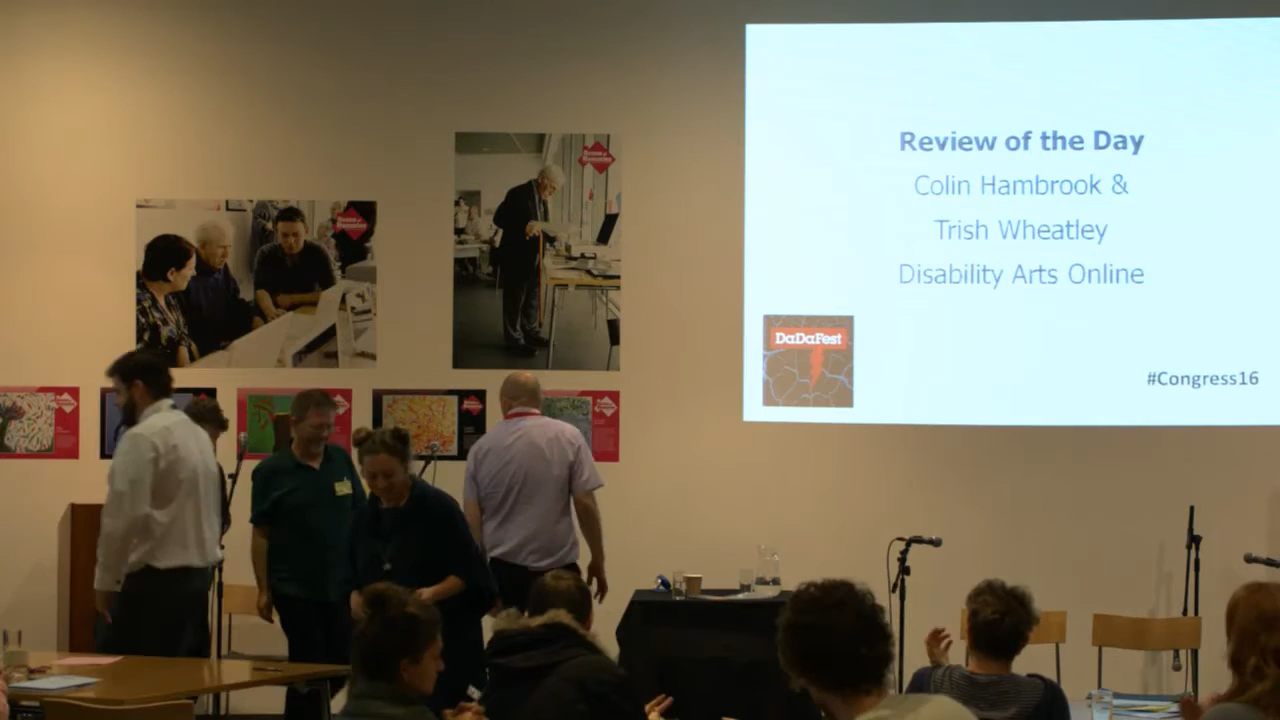 Review of the Day
Colin Hambrook &
Trish Wheatley
Disability Arts Online
DaDaFest
#Congress16